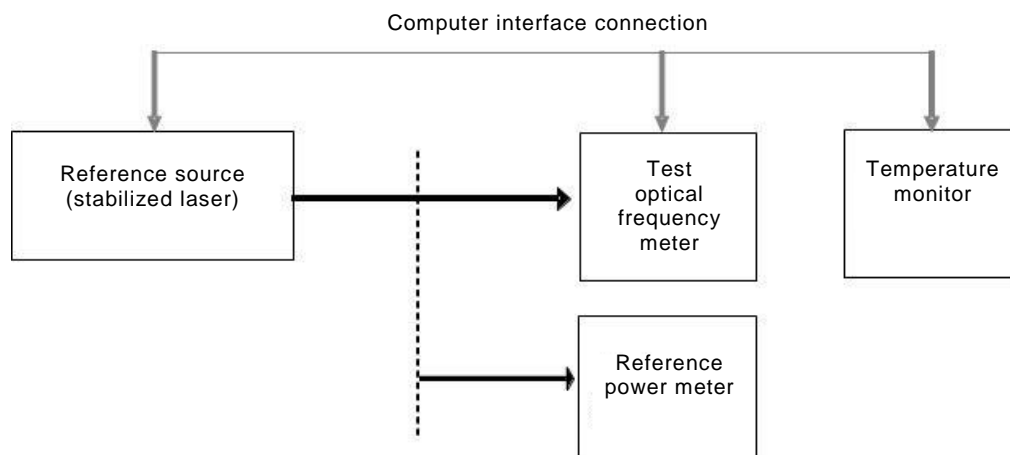 Computer interface connection
Reference source
(stabilized laser)
Test
optical
frequency
meter
Temperature
monitor
Reference
power meter